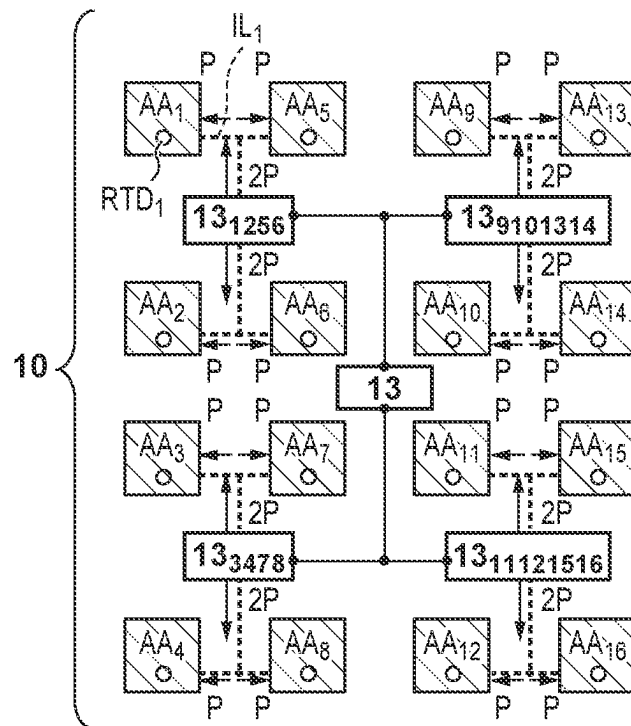 IL₁
P P P P
AA₁ AA₅ AA₉ AA₁₃
RTD₁ 2P 2P
13₁₂₅₆ 13₉₁₀₁₃₁₄
2P 2P
AA₂ AA₆ AA₁₀ AA₁₄
P P P P
10 13
P P P P
AA₃ AA₇ AA₁₁ AA₁₅
2P 2P
13₃₄₇₈ 13₁₁₁₂₁₅₁₆
2P 2P
AA₄ AA₈ AA₁₂ AA₁₆
P P P P